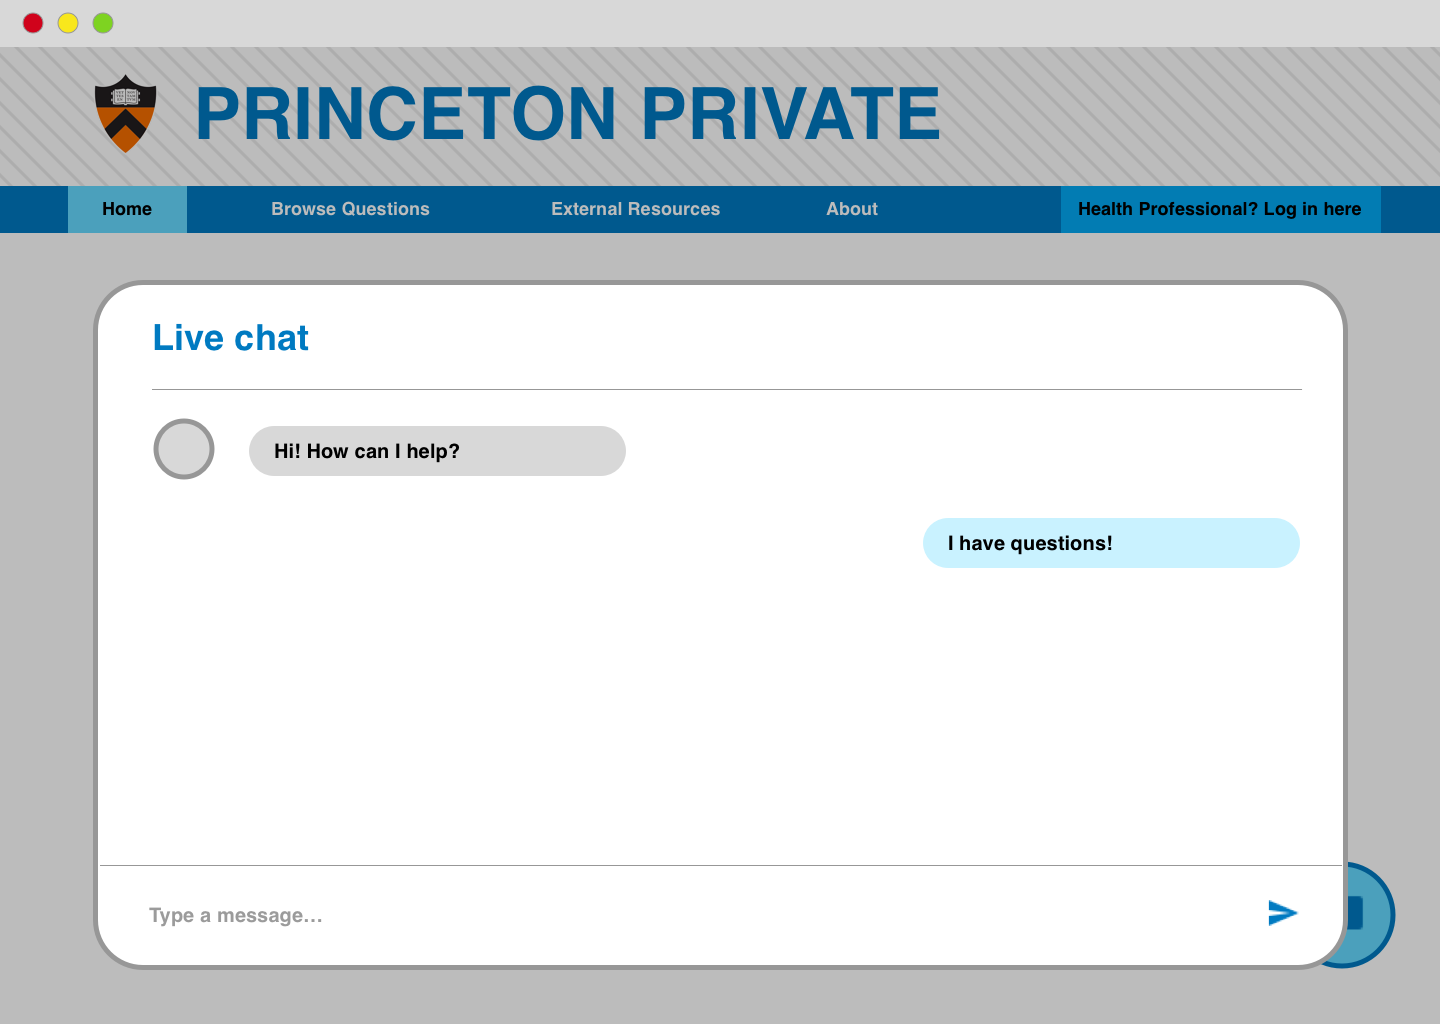 PRINCETON PRIVATE
Home
Browse Questions
External Resources
About
Health Professional? Log in here
Live chat
Hi! How can I help?
I have questions!
Type a message...